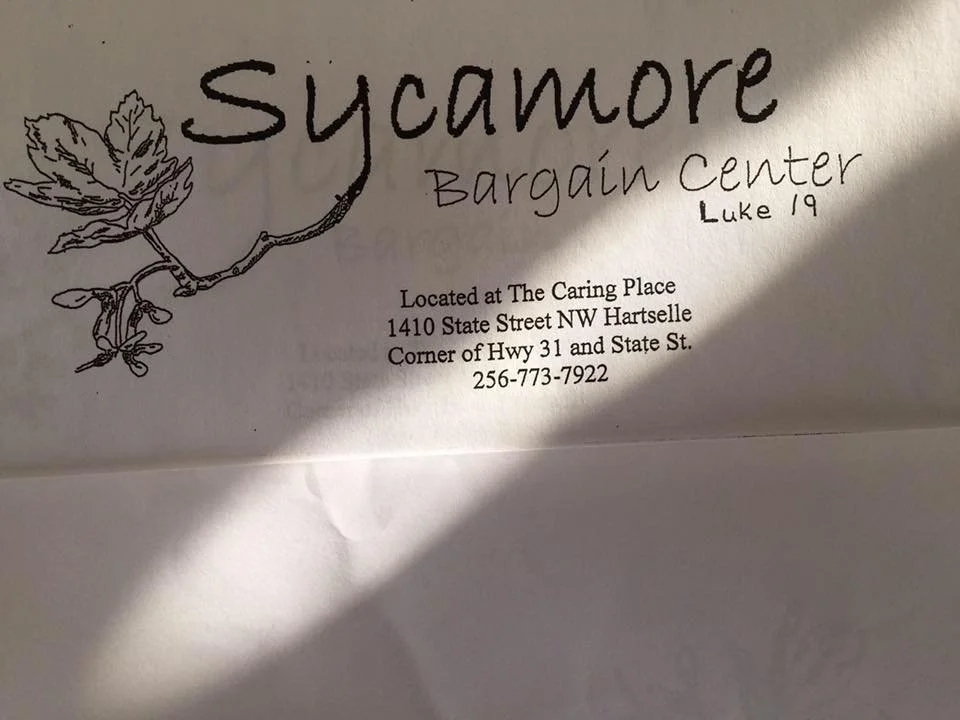 Sycamore
Bargain Center
Luke 19
Located at The Caring Place
1410 State Street NW Hartselle
Corner of Hwy 31 and State St.
256-773-7922